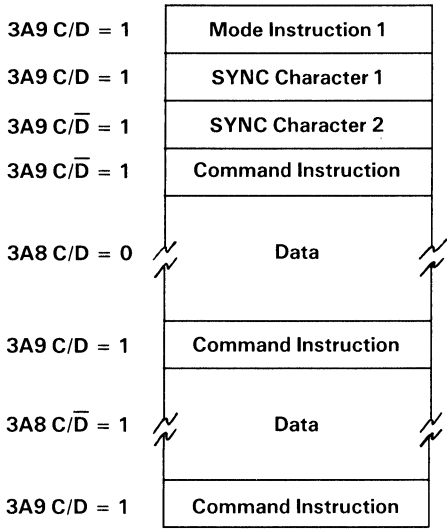 3A9 C/D = 1 Mode Instruction 1
3A9 C/D = 1 SYNC Character 1
3A9 C/D̅ = 1 SYNC Character 2
3A9 C/D̅ = 1 Command Instruction
3A8 C/D = 0 Data
3A9 C/D = 1 Command Instruction
3A8 C/D̅ = 1 Data
3A9 C/D = 1 Command Instruction